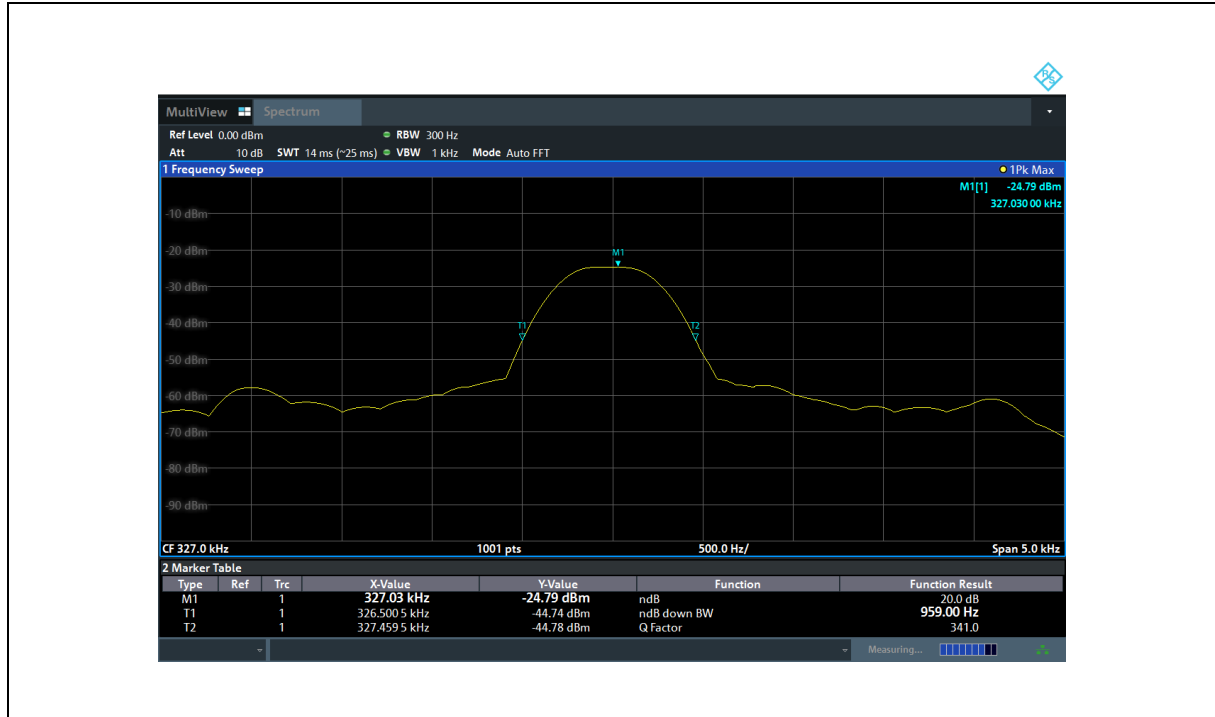 R S
MultiView Spectrum
Ref Level 0.00 dBm RBW 300 Hz
Att 10 dB SWT 14 ms (~25 ms) VBW 1 kHz Mode Auto FFT
1 Frequency Sweep 1Pk Max
M1[1] -24.79 dBm
327.030 00 kHz
-10 dBm
-20 dBm
M1
-30 dBm
-40 dBm
T1 T2
-50 dBm
-60 dBm
-70 dBm
-80 dBm
-90 dBm
CF 327.0 kHz 1001 pts 500.0 Hz/ Span 5.0 kHz
2 Marker Table
Type Ref Trc X-Value Y-Value Function Function Result
M1 1 327.03 kHz -24.79 dBm ndB 20.0 dB
T1 1 326.500 5 kHz -44.74 dBm ndB down BW 959.00 Hz
T2 1 327.459 5 kHz -44.78 dBm Q Factor 341.0
Measuring...